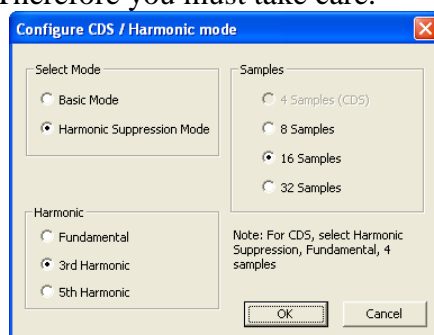 Therefore you must take care.
Configure CDS / Harmonic mode
Select Mode
Basic Mode
Harmonic Suppression Mode
Samples
4 Samples (CDS)
8 Samples
16 Samples
32 Samples
Harmonic
Fundamental
3rd Harmonic
5th Harmonic
Note: For CDS, select Harmonic
Suppression, Fundamental, 4
samples
OK
Cancel